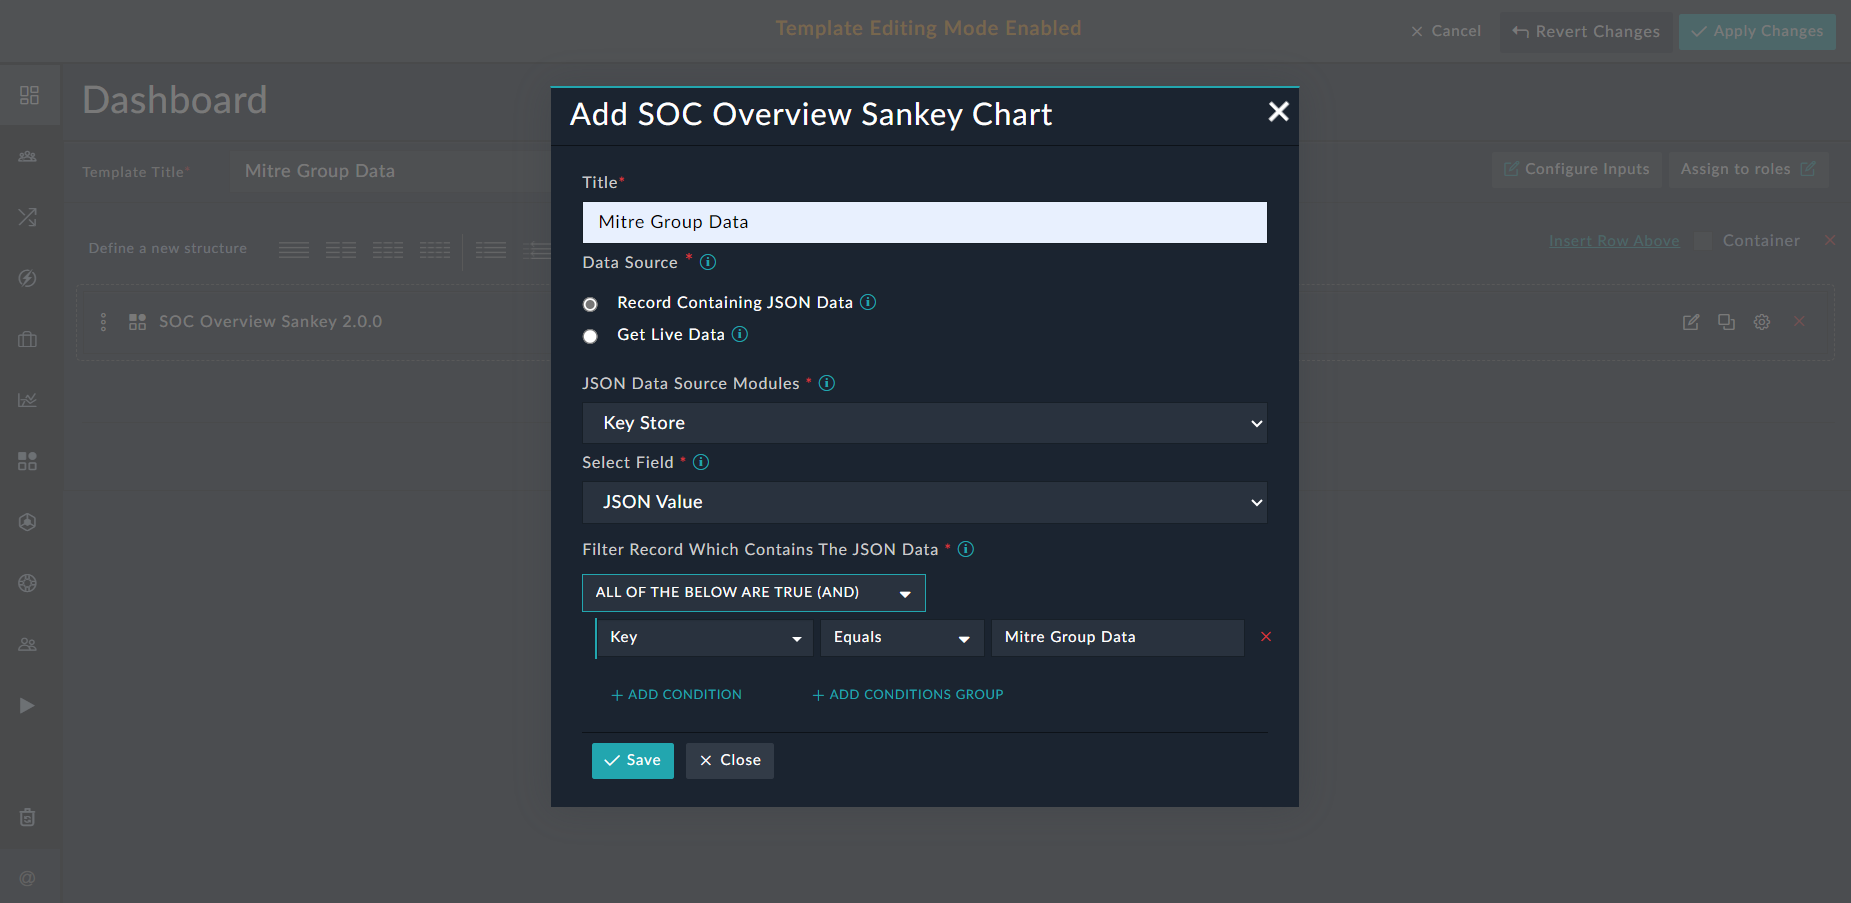 Template Editing Mode Enabled
Cancel
Revert Changes
Apply Changes
Dashboard
Template Title*
Mitre Group Data
Configure Inputs
Assign to roles
Define a new structure
Insert Row Above
Container
SOC Overview Sankey 2.0.0
Add SOC Overview Sankey Chart
Title*
Mitre Group Data
Data Source *
Record Containing JSON Data
Get Live Data
JSON Data Source Modules *
Key Store
Select Field *
JSON Value
Filter Record Which Contains The JSON Data *
ALL OF THE BELOW ARE TRUE (AND)
Key
Equals
Mitre Group Data
+ ADD CONDITION
+ ADD CONDITIONS GROUP
Save
Close